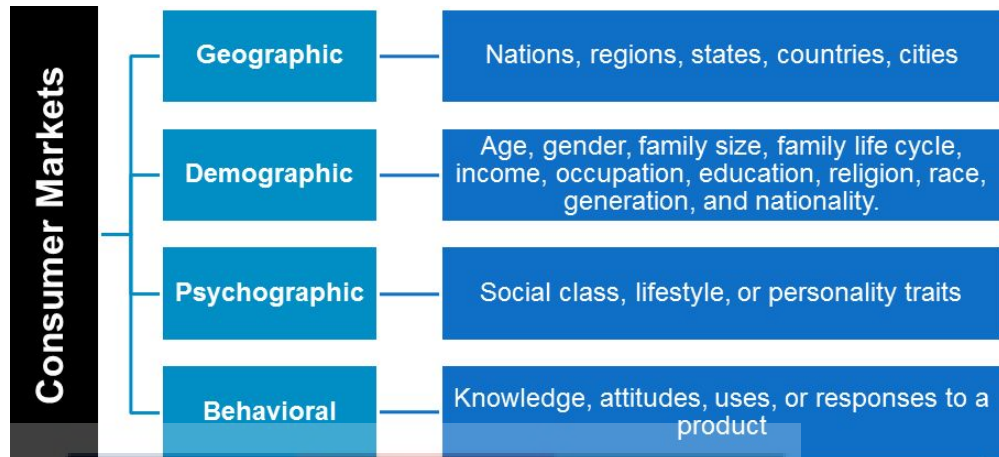 Consumer Markets
Geographic
Nations, regions, states, countries, cities
Demographic
Age, gender, family size, family life cycle,
income, occupation, education, religion, race,
generation, and nationality.
Psychographic
Social class, lifestyle, or personality traits
Behavioral
Knowledge, attitudes, uses, or responses to a
product